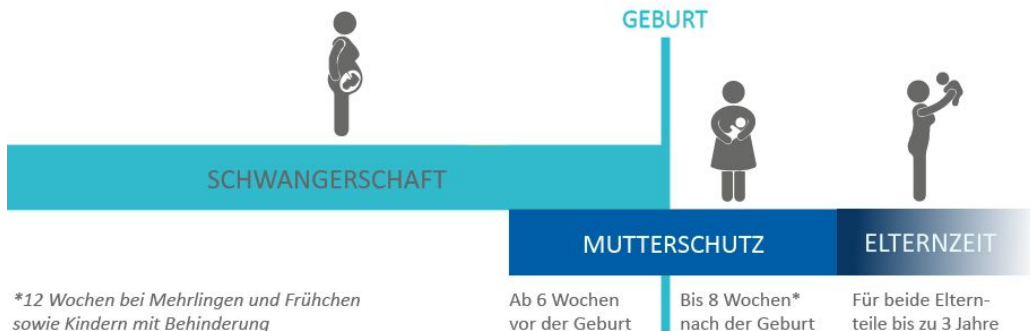 GEBURT
SCHWANGERSCHAFT
MUTTERSCHUTZ
ELTERNZEIT
*12 Wochen bei Mehrlingen und Frühchen
sowie Kindern mit Behinderung
Ab 6 Wochen
vor der Geburt
Bis 8 Wochen*
nach der Geburt
Für beide Eltern-
teile bis zu 3 Jahre